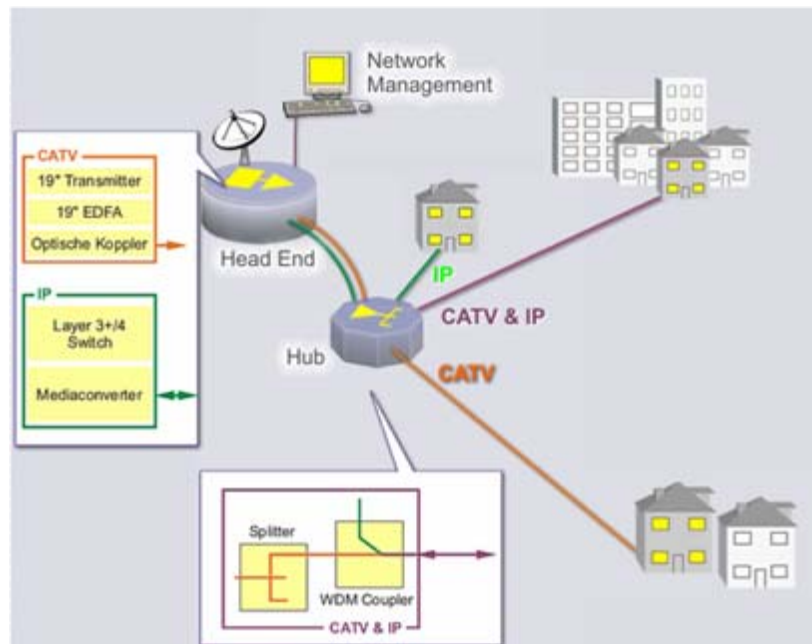 Network
Management
CATV
19" Transmitter
19" EDFA
Optische Koppler
Head End
IP
Layer 3+/4
Switch
Mediaconverter
IP
CATV & IP
Hub
CATV
Splitter
WDM Coupler
CATV & IP